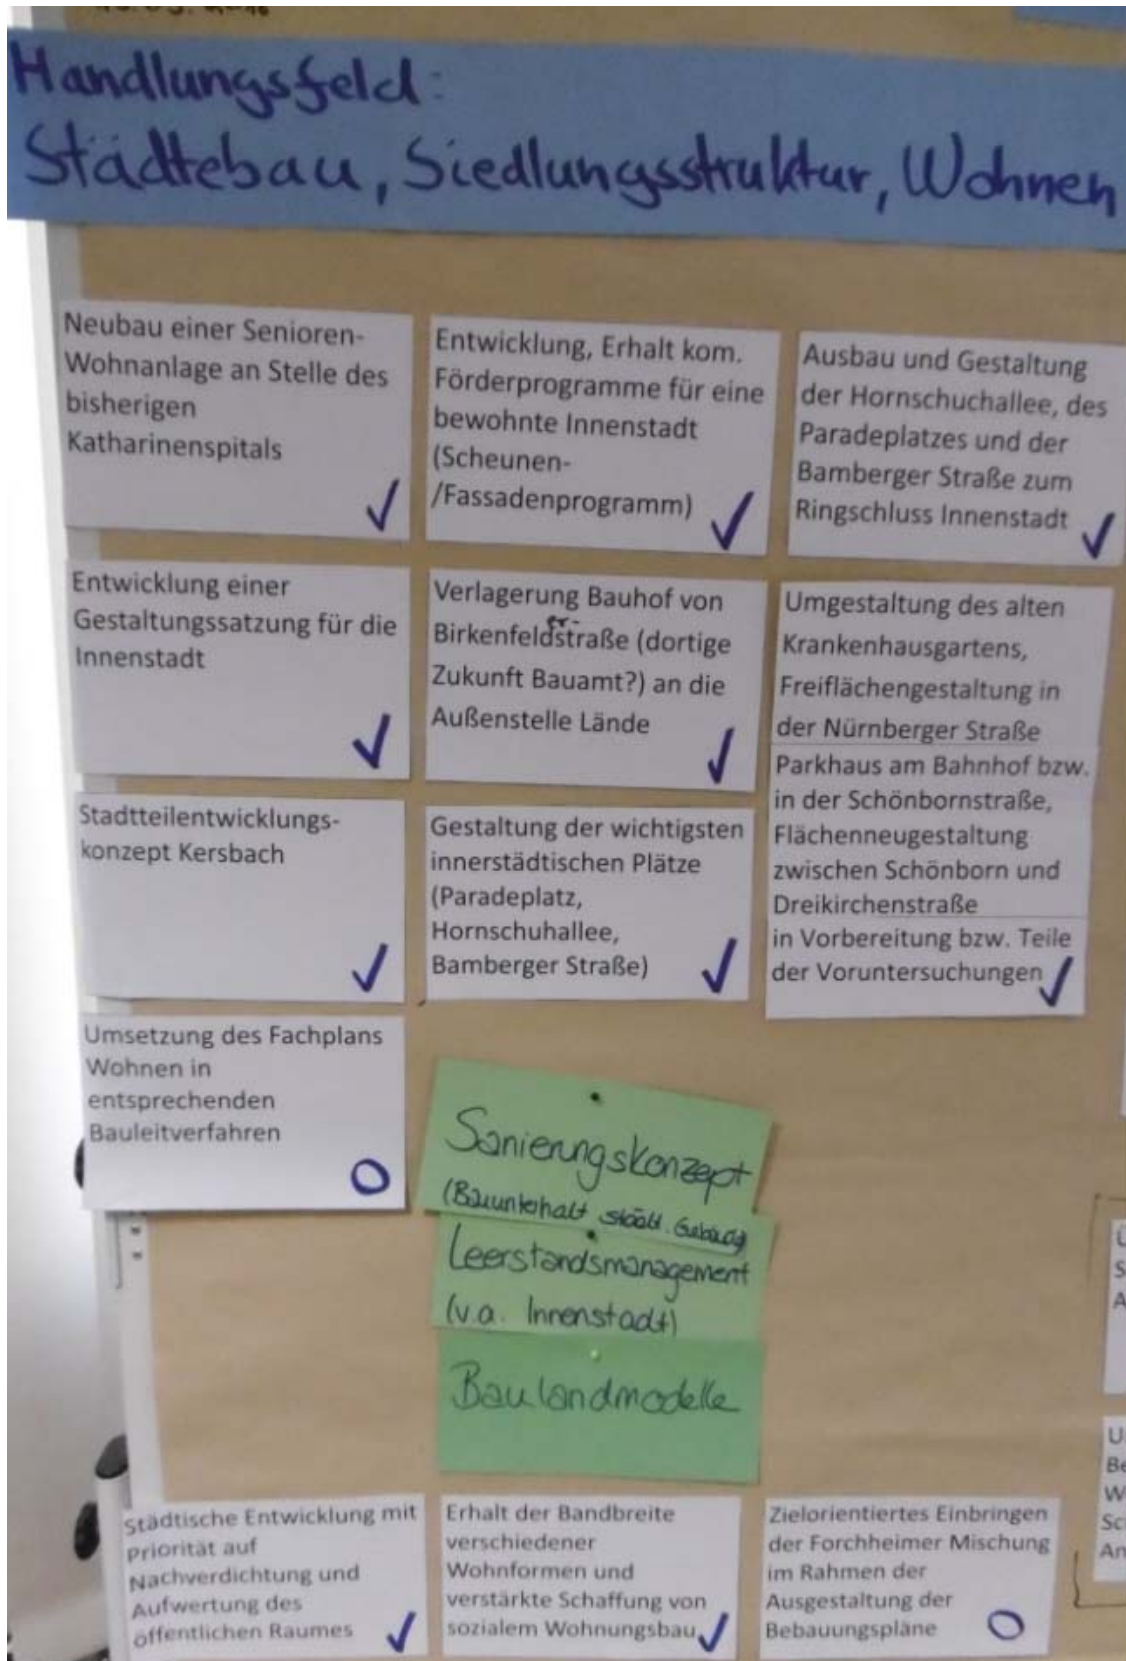 Handlungsfeld:
Städtebau, Siedlungsstruktur, Wohnen
Neubau einer Senioren-
Wohnanlage an Stelle des
bisherigen
Katharinenspitals
✓
Entwicklung, Erhalt kom.
Förderprogramme für eine
bewohnte Innenstadt
(Scheunen-
/Fassadenprogramm)
✓
Ausbau und Gestaltung
der Hornschuchallee, des
Paradeplatzes und der
Bamberger Straße zum
Ringschluss Innenstadt
✓
Entwicklung einer
Gestaltungssatzung für die
Innenstadt
✓
Verlagerung Bauhof von
Birkenfeldstraße (dortige
Zukunft Bauamt?) an die
Außenstelle Lände
✓
Umgestaltung des alten
Krankenhausgartens,
Freiflächengestaltung in
der Nürnberger Straße
Parkhaus am Bahnhof bzw.
in der Schönbornstraße,
Flächenneugestaltung
zwischen Schönborn und
Dreikirchenstraße
in Vorbereitung bzw. Teile
der Voruntersuchungen
✓
Stadtteilentwicklungs-
konzept Kersbach
✓
Gestaltung der wichtigsten
innerstädtischen Plätze
(Paradeplatz,
Hornschuhallee,
Bamberger Straße)
✓
Umsetzung des Fachplans
Wohnen in
entsprechenden
Bauleitverfahren
O
Sanierungskonzept
(Bauunterhalt städt.
Leerstandsmanagement
(v.a. Innenstadt)
Baulandmodelle
Städtische Entwicklung mit
Priorität auf
Nachverdichtung und
Aufwertung des
öffentlichen Raumes
✓
Erhalt der Bandbreite
verschiedener
Wohnformen und
verstärkte Schaffung von
sozialem Wohnungsbau
✓
Zielorientiertes Einbringen
der Forchheimer Mischung
im Rahmen der
Ausgestaltung der
Bebauungspläne
O